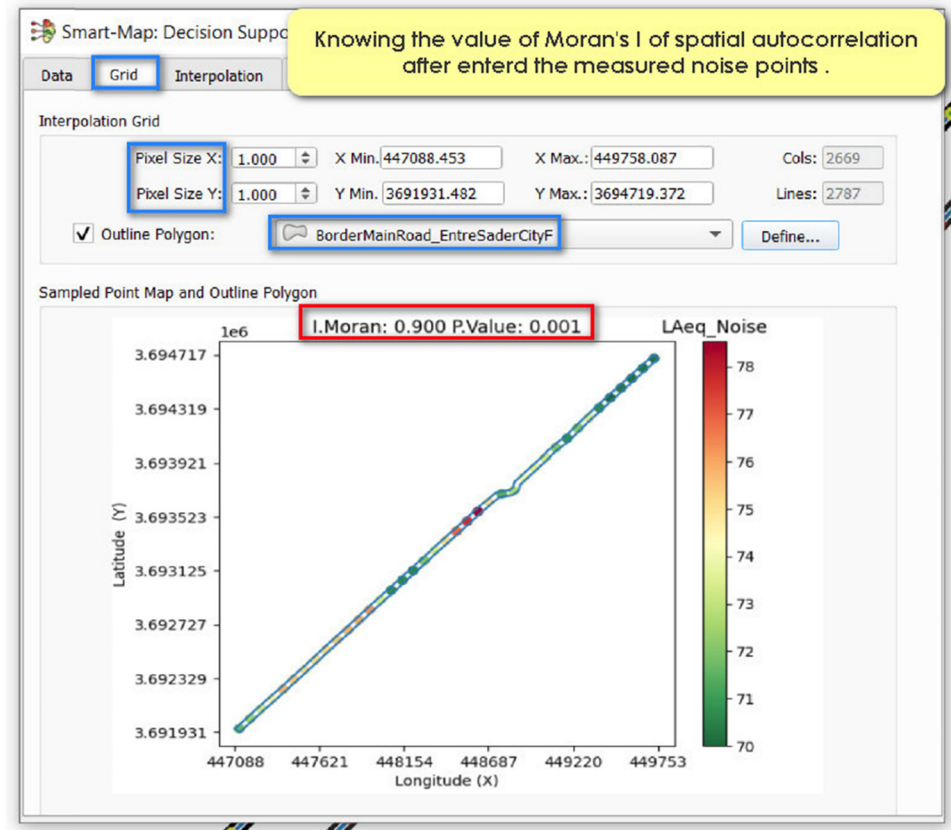 Smart-Map: Decision Suppo
Knowing the value of Moran's I of spatial autocorrelation
after enterd the measured noise points .
Data Grid Interpolation
Interpolation Grid
Pixel Size X: 1.000 X Min. 447088.453 X Max.: 449758.087 Cols: 2669
Pixel Size Y: 1.000 Y Min. 3691931.482 Y Max.: 3694719.372 Lines: 2787
Outline Polygon: BorderMainRoad_EntreSaderCityF Define...
Sampled Point Map and Outline Polygon
1e6 I.Moran: 0.900 P.Value: 0.001 LAeq_Noise
3.694717
3.694319
3.693921
3.693523
3.693125
3.692727
3.692329
3.691931
Latitude (Y)
78
77
76
75
74
73
72
71
70
447088 447621 448154 448687 449220 449753
Longitude (X)